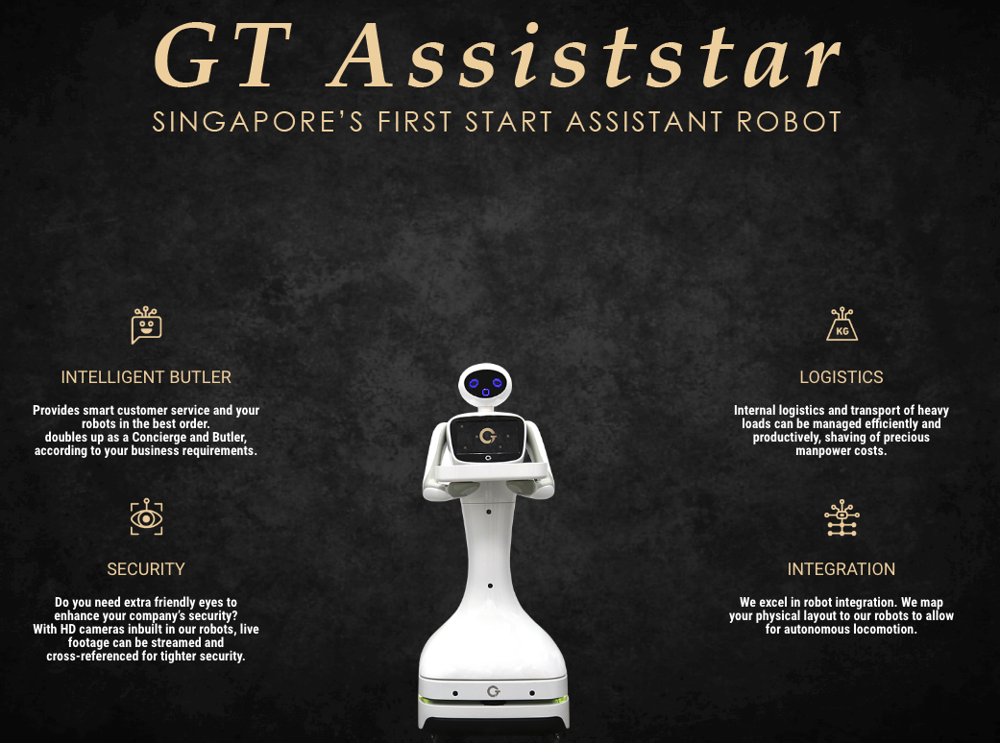 GT Assiststar
SINGAPORE'S FIRST START ASSISTANT ROBOT
INTELLIGENT BUTLER
Provides smart customer service and your
robots in the best order.
doubles up as a Concierge and Butler,
according to your business requirements.
SECURITY
Do you need extra friendly eyes to
enhance your company's security?
With HD cameras inbuilt in our robots, live
footage can be streamed and
cross-referenced for tighter security.
KG
LOGISTICS
Internal logistics and transport of heavy
loads can be managed efficiently and
productively, shaving of precious
manpower costs.
INTEGRATION
We excel in robot integration. We map
your physical layout to our robots to allow
for autonomous locomotion.